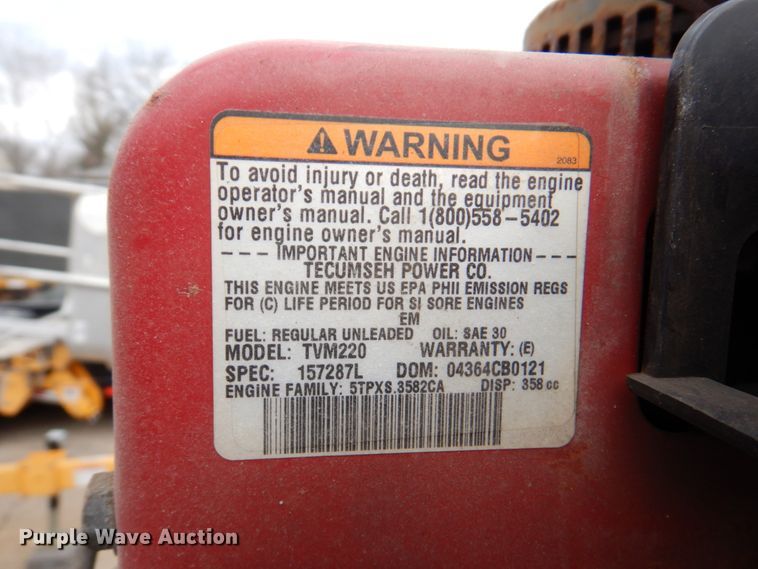 WARNING
2083
To avoid injury or death, read the engine
operator's manual and the equipment
owner's manual. Call 1(800)558-5402
for engine owner's manual.
--- IMPORTANT ENGINE INFORMATION ---
TECUMSEH POWER CO.
THIS ENGINE MEETS US EPA PHII EMISSION REGS
FOR (C) LIFE PERIOD FOR SI SORE ENGINES
EM
FUEL: REGULAR UNLEADED OIL: SAE 30
MODEL: TVM220 WARRANTY: (E)
SPEC: 157287L DOM: 04364CB0121
ENGINE FAMILY: 5TPXS.3582CA DISP: 358 cc
Purple Wave Auction